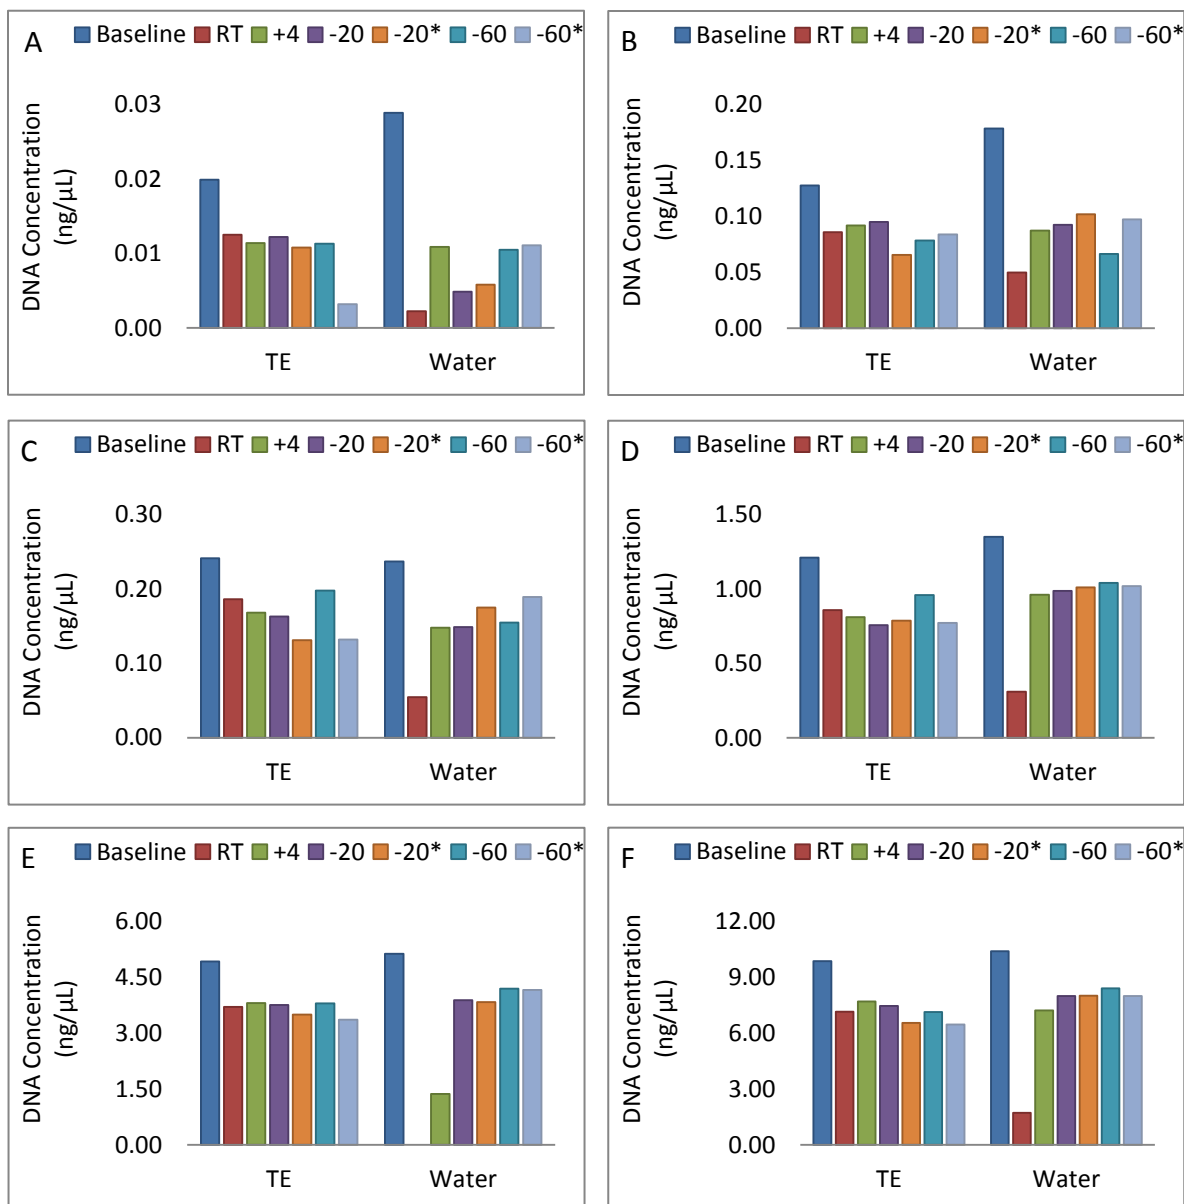 A Baseline RT +4 -20 -20* -60 -60*
DNA Concentration
(ng/µL)
0.03
0.02
0.01
0.00
TE Water
B Baseline RT +4 -20 -20* -60 -60*
DNA Concentration
(ng/µL)
0.20
0.15
0.10
0.05
0.00
TE Water
C Baseline RT +4 -20 -20* -60 -60*
DNA Concentration
(ng/µL)
0.30
0.20
0.10
0.00
TE Water
D Baseline RT +4 -20 -20* -60 -60*
DNA Concentration
(ng/µL)
1.50
1.00
0.50
0.00
TE Water
E Baseline RT +4 -20 -20* -60 -60*
DNA Concentration
(ng/µL)
6.00
4.50
3.00
1.50
0.00
TE Water
F Baseline RT +4 -20 -20* -60 -60*
DNA Concentration
(ng/µL)
12.00
9.00
6.00
3.00
0.00
TE Water